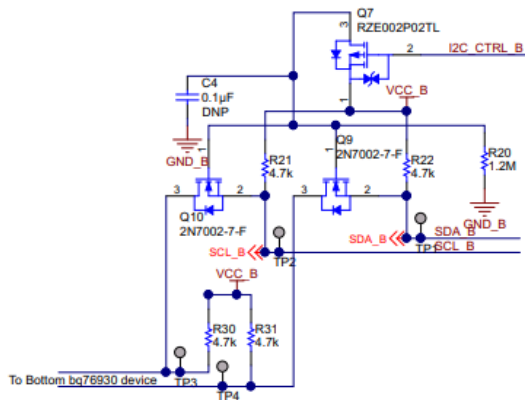 Q7
RZE002P02TL
3
2
I2C_CTRL_B
1
VCC_B
C4
0.1µF
DNP
GND_B
1
Q9
2N7002-7-F
1
R21
4.7k
R22
4.7k
R20
1.2M
3
2
3
2
Q10
2N7002-7-F
GND_B
SCL_B
TP2
SDA_B
TP1
SDA_B
SCL_B
VCC_B
R30
4.7k
R31
4.7k
To Bottom bq76930 device
TP3
TP4